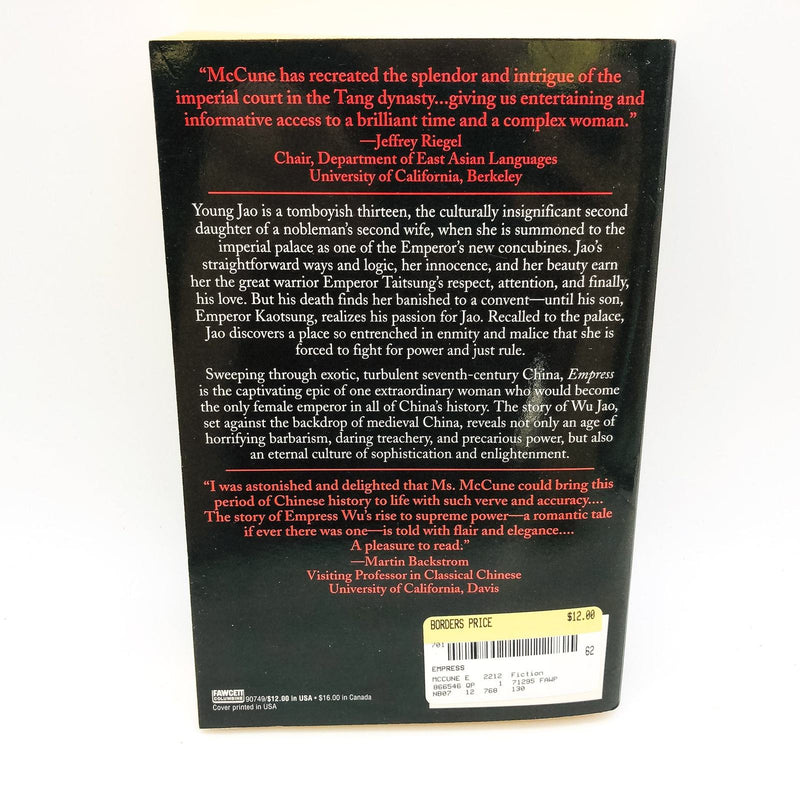 “McCune has recreated the splendor and intrigue of the
imperial court in the Tang dynasty...giving us entertaining and
informative access to a brilliant time and a complex woman.”
—Jeffrey Riegel
Chair, Department of East Asian Languages
University of California, Berkeley
Young Jao is a tomboyish thirteen, the culturally insignificant second
daughter of a nobleman’s second wife, when she is summoned to the
imperial palace as one of the Emperor’s new concubines. Jao’s
straightforward ways and logic, her innocence, and her beauty earn
her the great warrior Emperor Taitsung’s respect, attention, and finally,
his love. But his death finds her banished to a convent—until his son,
Emperor Kaotsung, realizes his passion for Jao. Recalled to the palace,
Jao discovers a place so entrenched in enmity and malice that she is
forced to fight for power and just rule.
Sweeping through exotic, turbulent seventh-century China, Empress
is the captivating epic of one extraordinary woman who would become
the only female emperor in all of China’s history. The story of Wu Jao,
set against the backdrop of medieval China, reveals not only an age of
horrifying barbarism, daring treachery, and precarious power, but also
an eternal culture of sophistication and enlightenment.
“I was astonished and delighted that Ms. McCune could bring this
period of Chinese history to life with such verve and accuracy....
The story of Empress Wu’s rise to supreme power—a romantic tale
if ever there was one—is told with flair and elegance....
A pleasure to read.”
—Martin Backstrom
Visiting Professor in Classical Chinese
University of California, Davis
BORDERS PRICE $12.00
701
62
EMPRESS
MCCUNE E 2212 Fiction
866546 QP 1 71295 FAWP
NB07 12 768 130
FAWCETT
COLUMBINE 90749/$12.00 in USA • $16.00 in Canada
Cover printed in USA